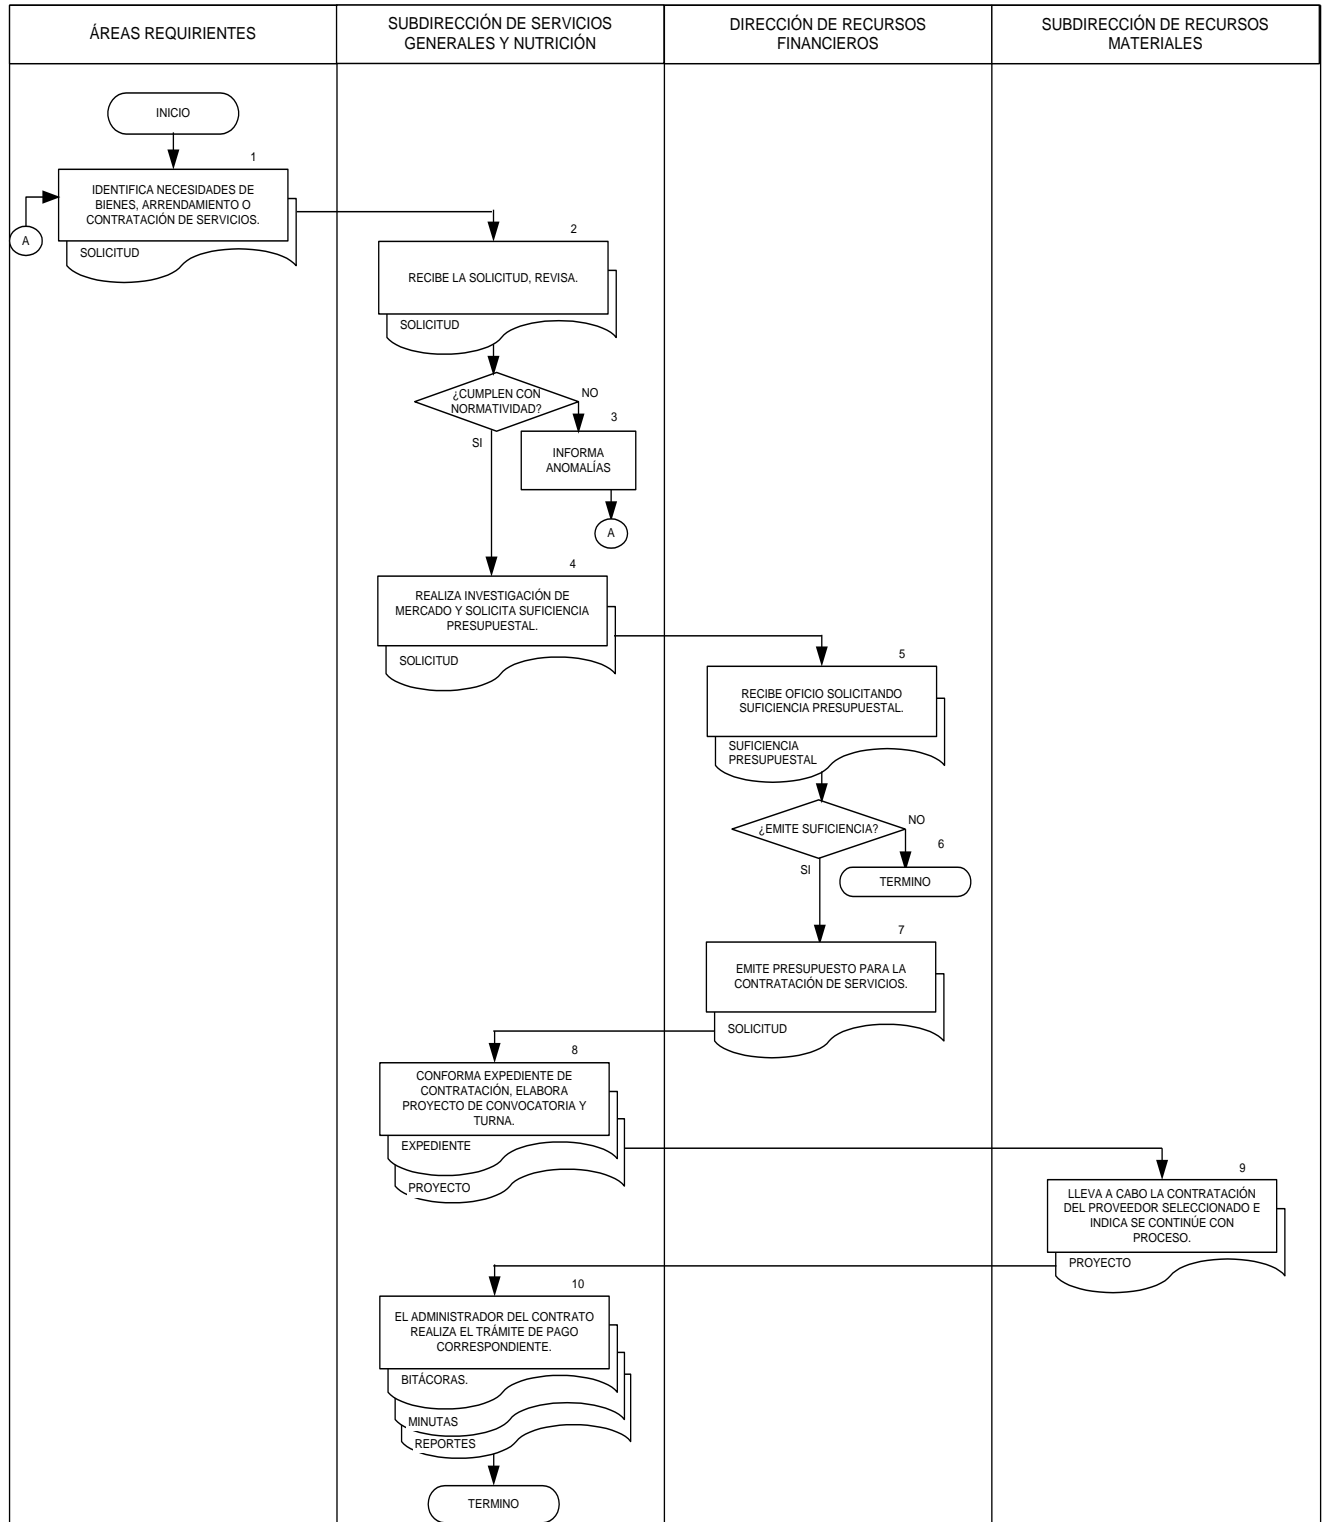 ÁREAS REQUIRIENTES
SUBDIRECCIÓN DE SERVICIOS
GENERALES Y NUTRICIÓN
DIRECCIÓN DE RECURSOS
FINANCIEROS
SUBDIRECCIÓN DE RECURSOS
MATERIALES
INICIO
1
IDENTIFICA NECESIDADES DE
BIENES, ARRENDAMIENTO O
CONTRATACIÓN DE SERVICIOS.
A
SOLICITUD
2
RECIBE LA SOLICITUD, REVISA.
SOLICITUD
¿CUMPLEN CON
NORMATIVIDAD?
NO
SI
3
INFORMA
ANOMALÍAS
A
4
REALIZA INVESTIGACIÓN DE
MERCADO Y SOLICITA SUFICIENCIA
PRESUPUESTAL.
SOLICITUD
5
RECIBE OFICIO SOLICITANDO
SUFICIENCIA PRESUPUESTAL.
SUFICIENCIA
PRESUPUESTAL
¿EMITE SUFICIENCIA?
NO
6
SI
TERMINO
7
EMITE PRESUPUESTO PARA LA
CONTRATACIÓN DE SERVICIOS.
SOLICITUD
8
CONFORMA EXPEDIENTE DE
CONTRATACIÓN, ELABORA
PROYECTO DE CONVOCATORIA Y
TURNA.
EXPEDIENTE
PROYECTO
9
LLEVA A CABO LA CONTRATACIÓN
DEL PROVEEDOR SELECCIONADO E
INDICA SE CONTINÚE CON
PROCESO.
PROYECTO
10
EL ADMINISTRADOR DEL CONTRATO
REALIZA EL TRÁMITE DE PAGO
CORRESPONDIENTE.
BITÁCORAS.
MINUTAS
REPORTES
TERMINO